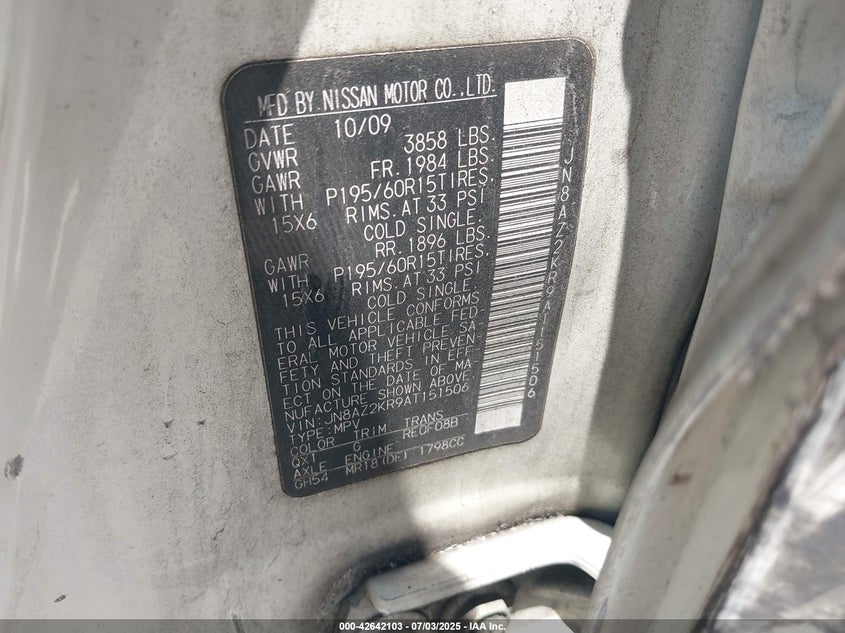 MFD BY NISSAN MOTOR CO.,LTD.
DATE 10/09
GVWR 3858 LBS.
GAWR FR. 1984 LBS.
WITH P195/60R15TIRES.
15X6 RIMS. AT 33 PSI
COLD SINGLE.
GAWR RR. 1896 LBS.
WITH P195/60R15TIRES.
15X6 RIMS. AT 33 PSI
COLD SINGLE.
THIS VEHICLE CONFORMS
TO ALL APPLICABLE FED-
ERAL MOTOR VEHICLE SA-
FETY AND THEFT PREVEN-
TION STANDARDS IN EFF-
ECT ON THE DATE OF MA-
NUFACTURE SHOWN ABOVE.
VIN:JN8AZ2KR9AT151506
TYPE:MPV
COLOR TRIM TRANS
QX1 G RE0F08B
AXLE ENGINE
GH54 MR18(DE) 1798CC
JN8AZ2KR9AT151506
000-42642103 - 07/03/2025 - IAA Inc.